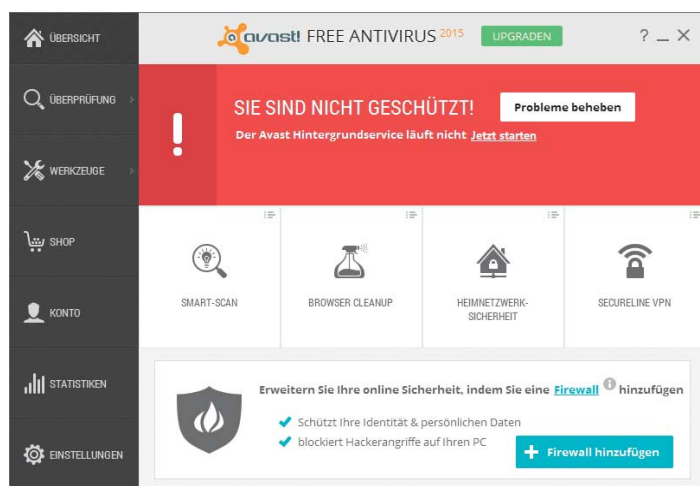 ÜBERSICHT
avast! FREE ANTIVIRUS 2015
UPGRADEN
?
ÜBERPRÜFUNG
WERKZEUGE
SHOP
KONTO
STATISTIKEN
EINSTELLUNGEN
!
SIE SIND NICHT GESCHÜTZT!
Probleme beheben
Der Avast Hintergrundservice läuft nicht Jetzt starten
SMART-SCAN
BROWSER CLEANUP
HEIMNETZWERK-
SICHERHEIT
SECURELINE VPN
Erweitern Sie Ihre online Sicherheit, indem Sie eine Firewall hinzufügen
Schützt Ihre Identität & persönlichen Daten
blockiert Hackerangriffe auf Ihren PC
+ Firewall hinzufügen